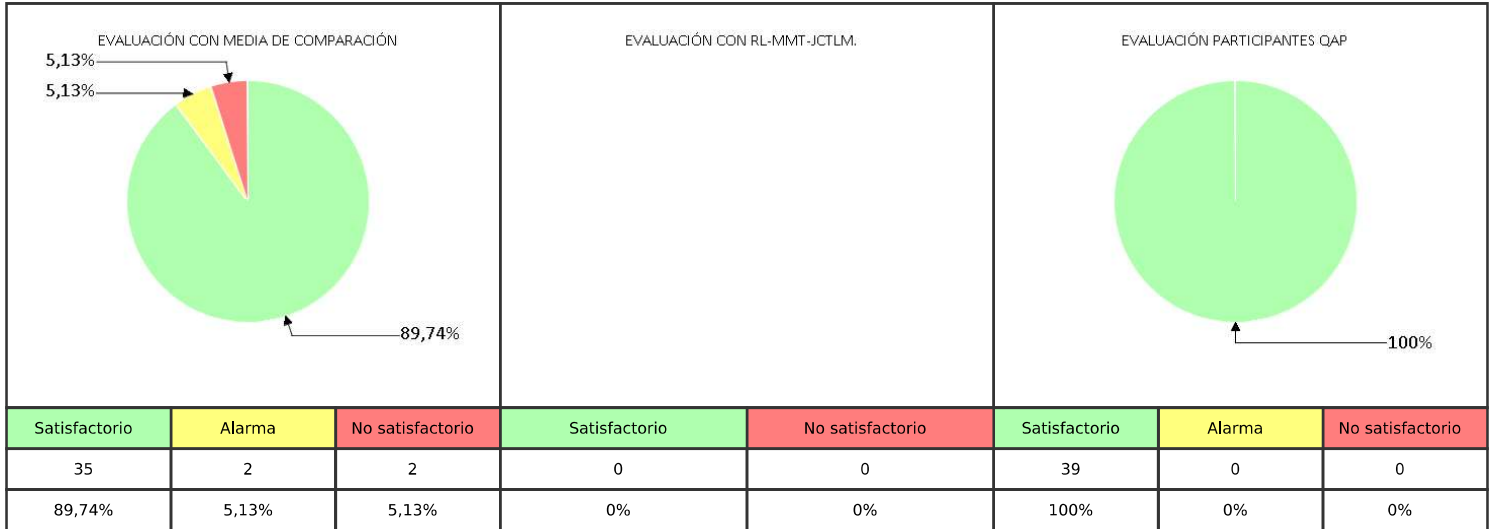 EVALUACIÓN CON MEDIA DE COMPARACIÓN
5,13%
5,13%
89,74%
EVALUACIÓN CON RL-MMT-JCTLM.
EVALUACIÓN PARTICIPANTES QAP
100%
Satisfactorio Alarma No satisfactorio Satisfactorio No satisfactorio Satisfactorio Alarma No satisfactorio
35 2 2 0 0 39 0 0
89,74% 5,13% 5,13% 0% 0% 100% 0% 0%